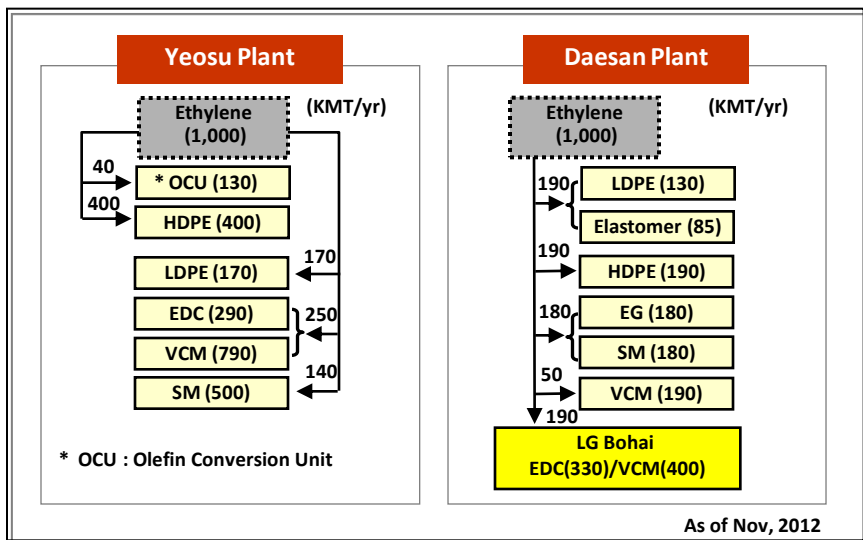 Yeosu Plant
Ethylene
(1,000)
(KMT/yr)
40
* OCU (130)
400
HDPE (400)
170
LDPE (170)
EDC (290)
250
VCM (790)
140
SM (500)
* OCU : Olefin Conversion Unit
Daesan Plant
Ethylene
(1,000)
(KMT/yr)
190
LDPE (130)
Elastomer (85)
190
HDPE (190)
180
EG (180)
SM (180)
50
VCM (190)
190
LG Bohai
EDC(330)/VCM(400)
As of Nov, 2012